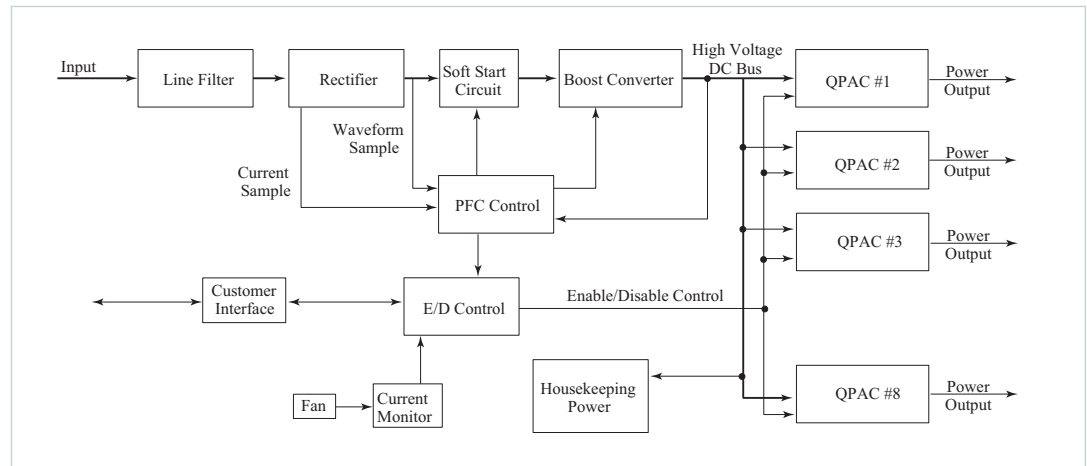 Input
Line Filter
Rectifier
Soft Start
Circuit
Boost Converter
High Voltage
DC Bus
QPAC #1
Power
Output
Waveform
Sample
Current
Sample
PFC Control
QPAC #2
Power
Output
QPAC #3
Power
Output
Customer
Interface
E/D Control
Enable/Disable Control
Fan
Current
Monitor
Housekeeping
Power
QPAC #8
Power
Output